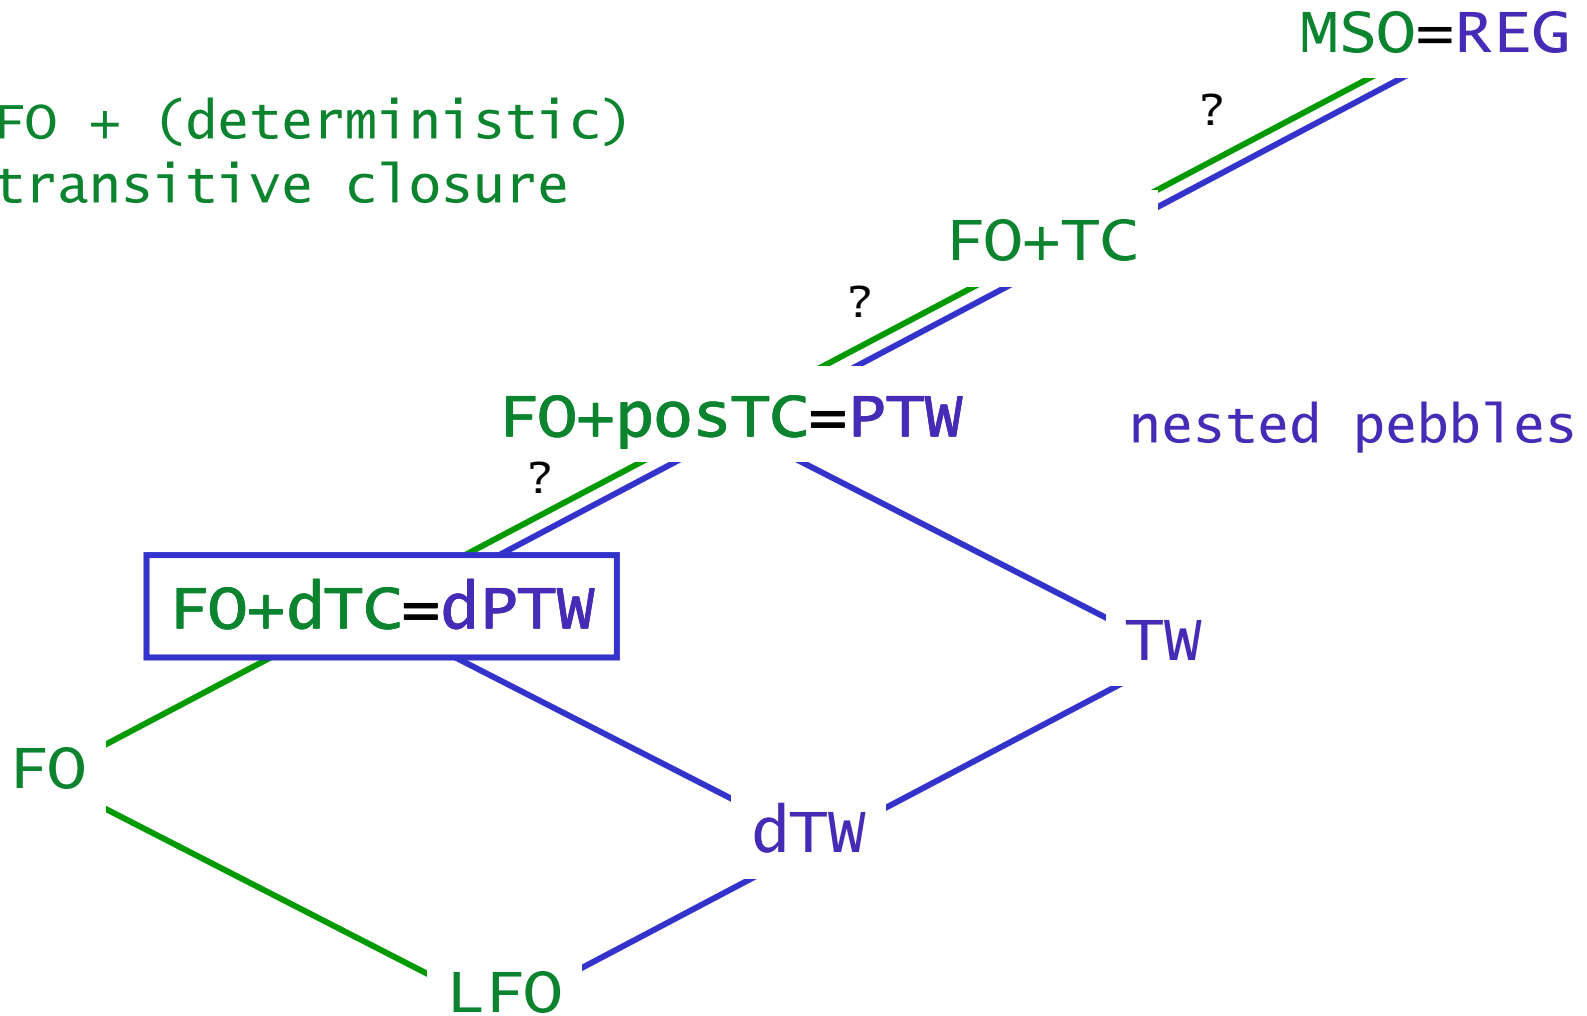 MSO=REG
?
FO + (deterministic)
transitive closure
FO+TC
?
FO+posTC=PTW
nested pebbles
?
FO+dTC=dPTW
TW
FO
dTW
LFO